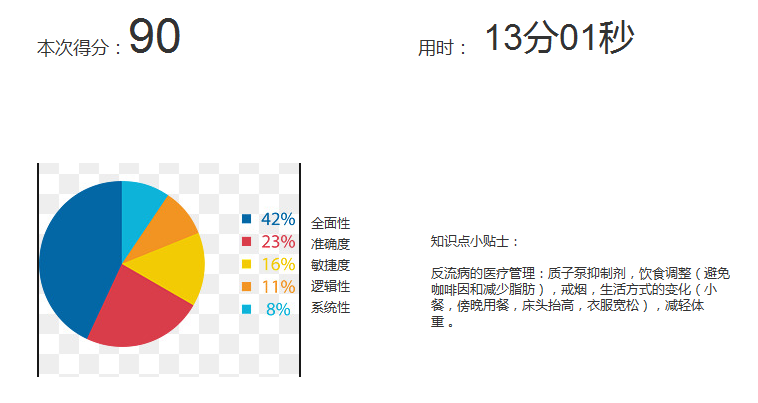 本次得分：90
用时： 13分01秒
42% 全面性
23% 准确度
16% 敏捷度
11% 逻辑性
8% 系统性
知识点小贴士：
反流病的医疗管理：质子泵抑制剂，饮食调整（避免
咖啡因和减少脂肪），戒烟，生活方式的变化（小
餐，傍晚用餐，床头抬高，衣服宽松），减轻体
重 。